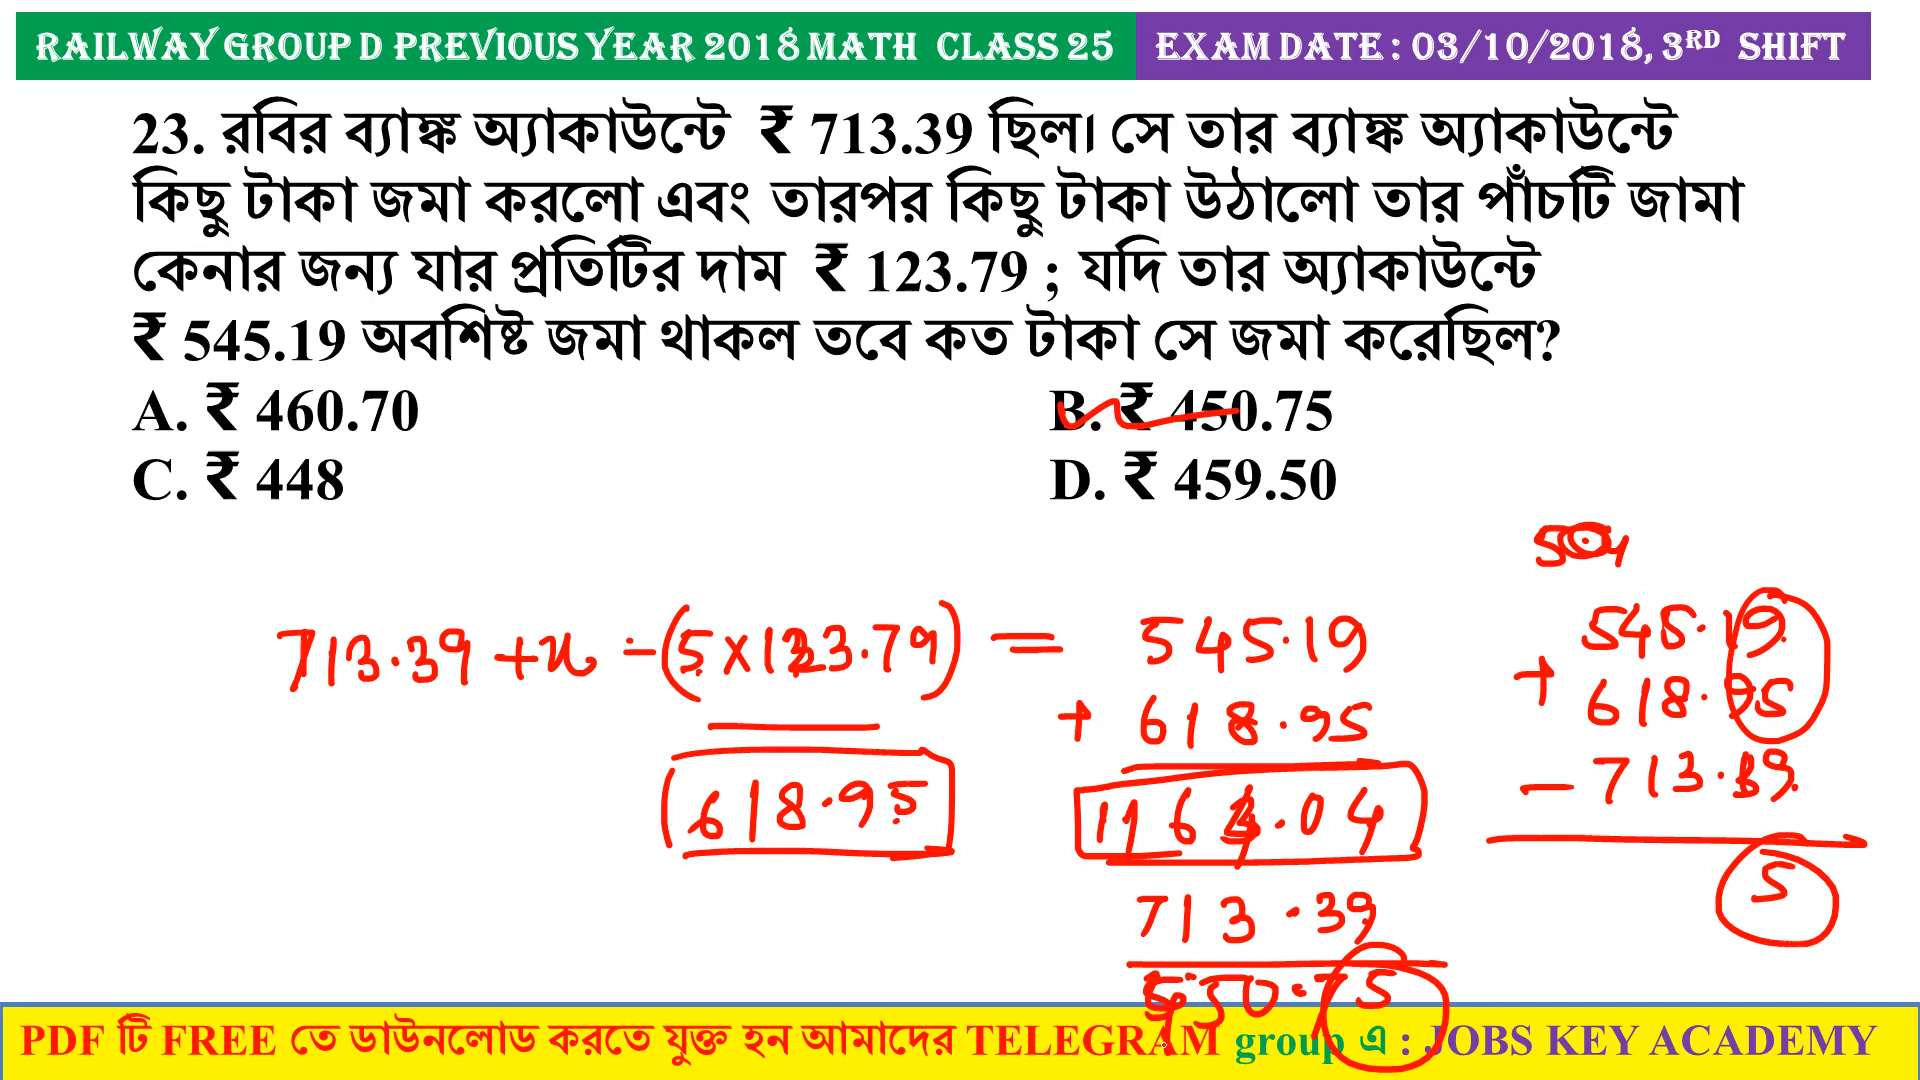 RAILWAY GROUP D PREVIOUS YEAR 2018 MATH CLASS 25 EXAM DATE : 03/10/2018, 3RD SHIFT
23. রবির ব্যাঙ্ক অ্যাকাউন্টে ₹ 713.39 ছিল। সে তার ব্যাঙ্ক অ্যাকাউন্টে
কিছু টাকা জমা করলো এবং তারপর কিছু টাকা উঠালো তার পাঁচটি জামা
কেনার জন্য যার প্রতিটির দাম ₹ 123.79 ; যদি তার অ্যাকাউন্টে
₹ 545.19 অবশিষ্ট জমা থাকল তবে কত টাকা সে জমা করেছিল?
A. ₹ 460.70 B. ₹ 450.75
C. ₹ 448 D. ₹ 459.50
713.39 + x - (5 x 123.79) = 545.19
+ 618.95
618.95
1164.04
713.39
450.75
545.19
+ 618.95
- 713.39
5
PDF টি FREE তে ডাউনলোড করতে যুক্ত হন আমাদের TELEGRAM group এ : JOBS KEY ACADEMY